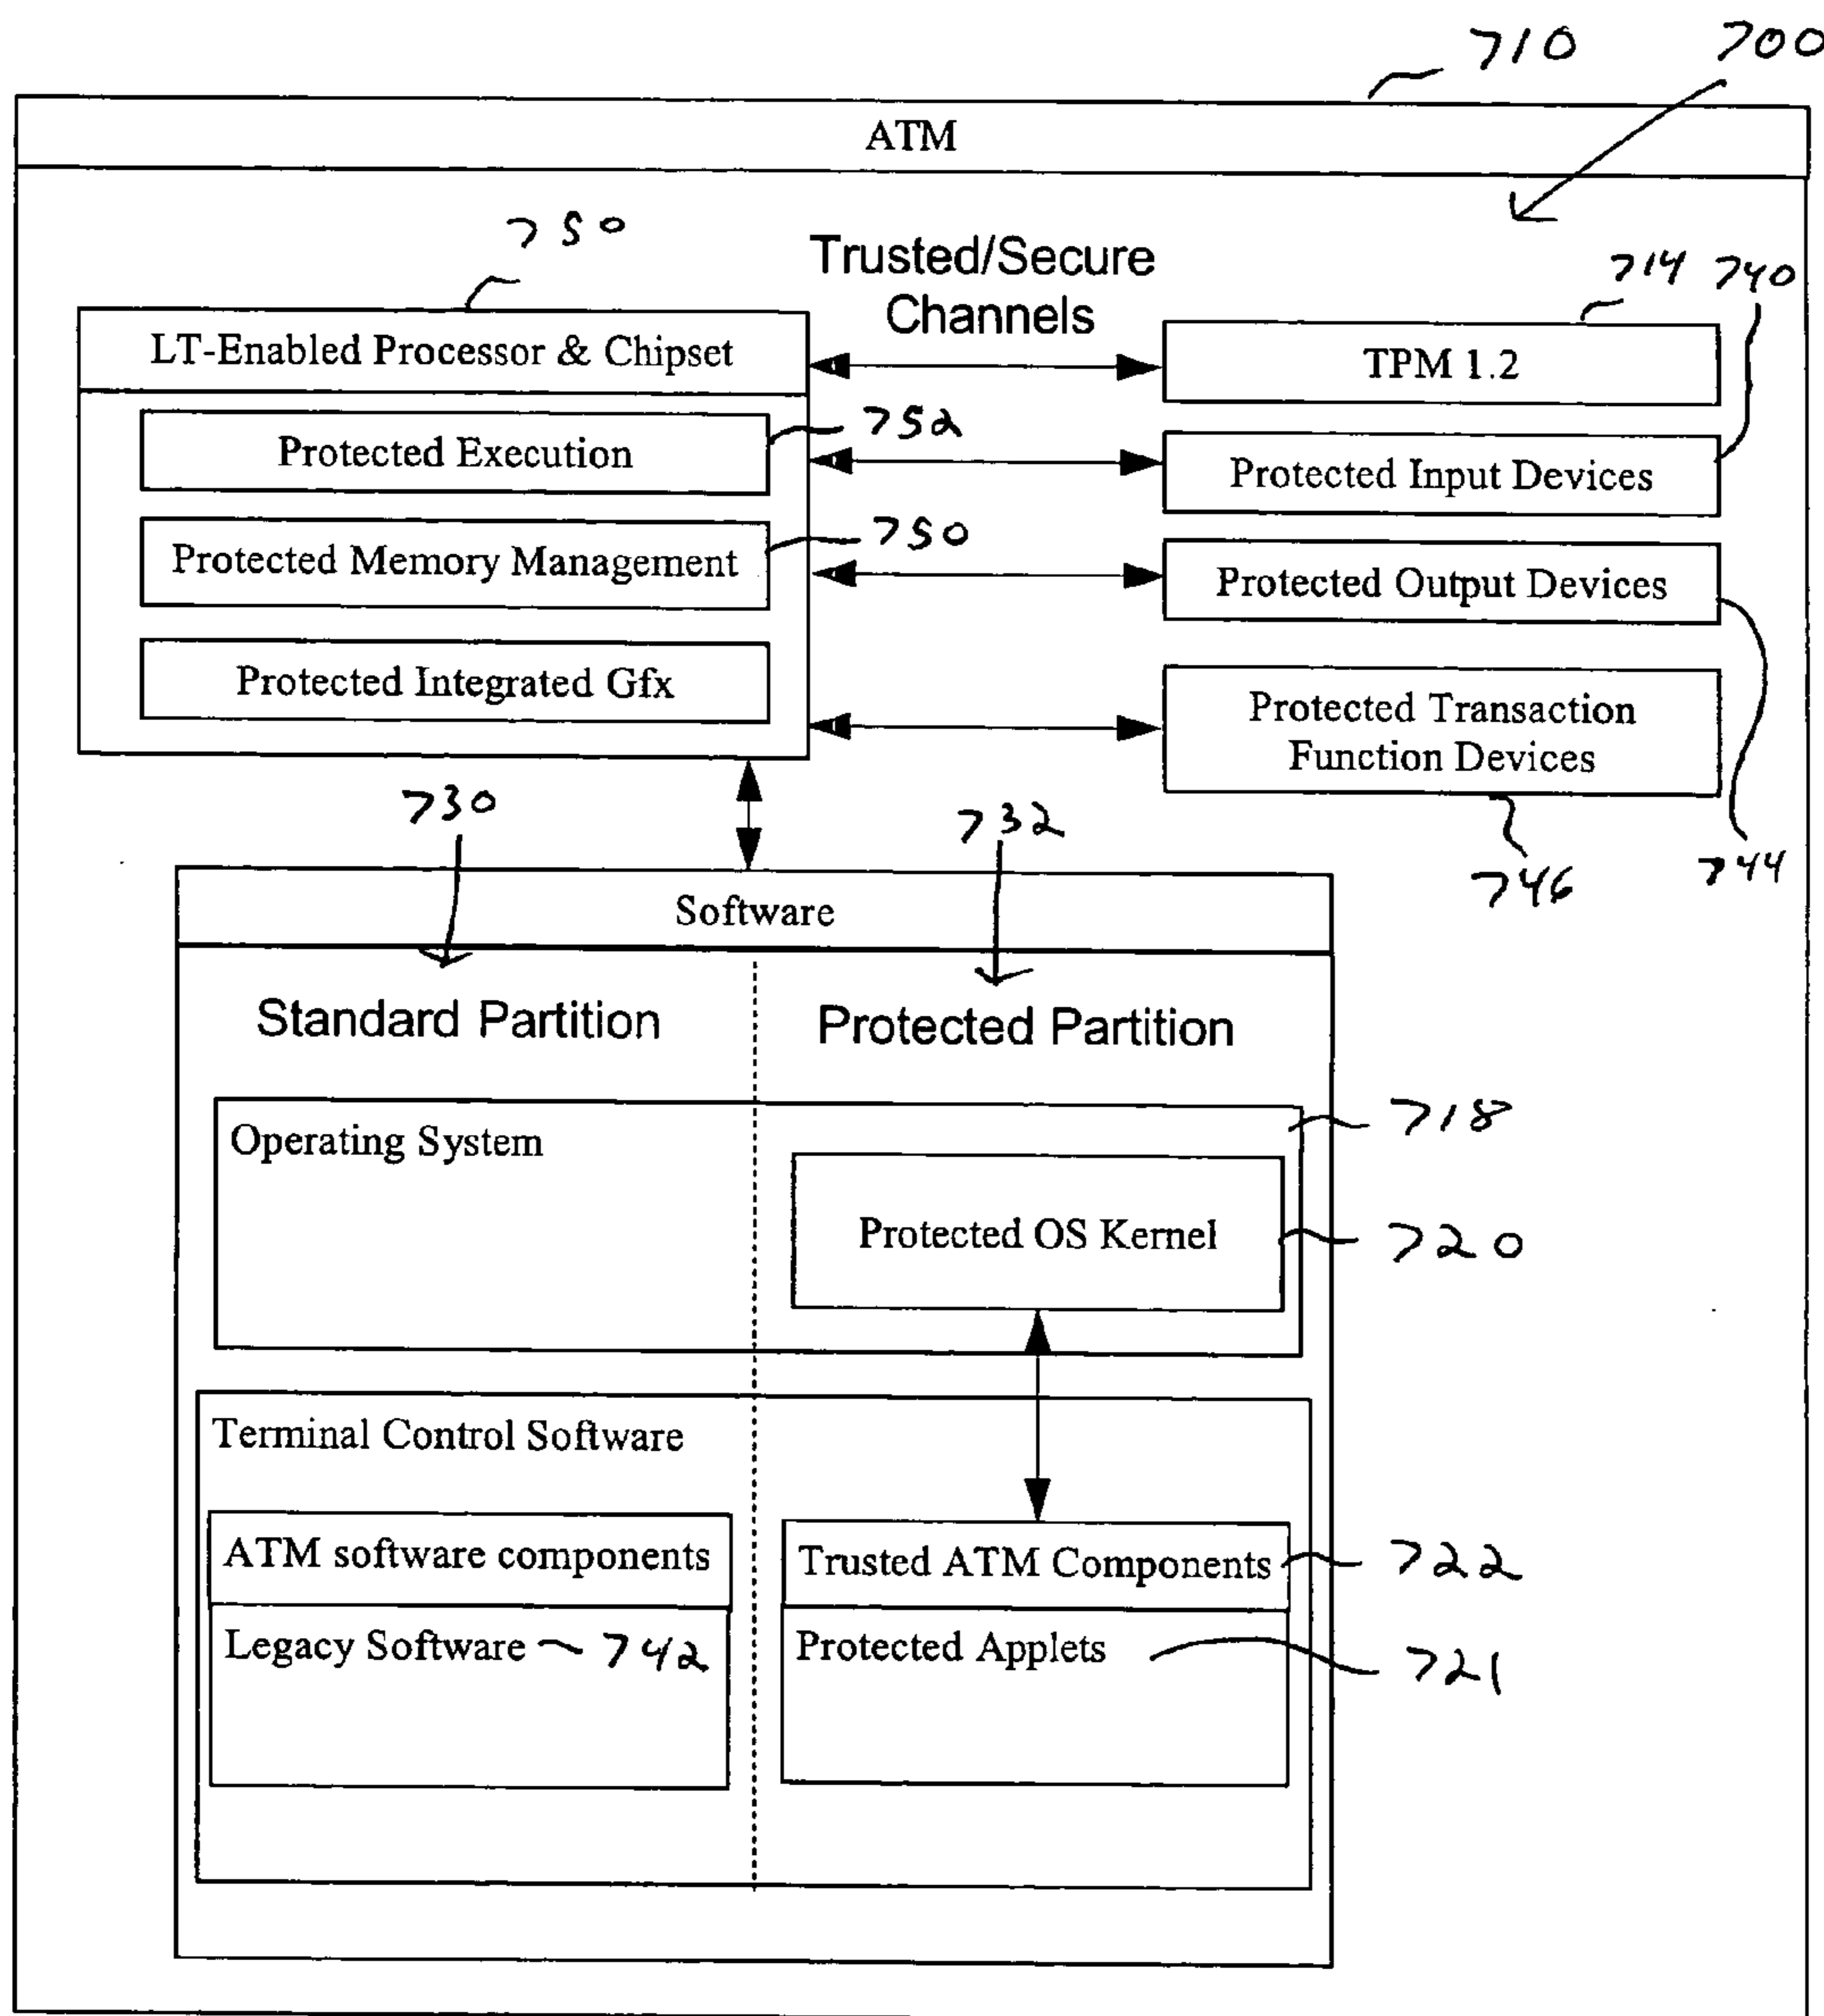 710 700
ATM
750
Trusted/Secure
Channels
714 740
LT-Enabled Processor & Chipset
TPM 1.2
Protected Execution
752
Protected Input Devices
Protected Memory Management
750
Protected Output Devices
Protected Integrated Gfx
Protected Transaction
Function Devices
730
732
746
744
Software
Standard Partition
Protected Partition
Operating System
718
Protected OS Kernel
720
Terminal Control Software
ATM software components
Trusted ATM Components
722
Legacy Software 742
Protected Applets
721